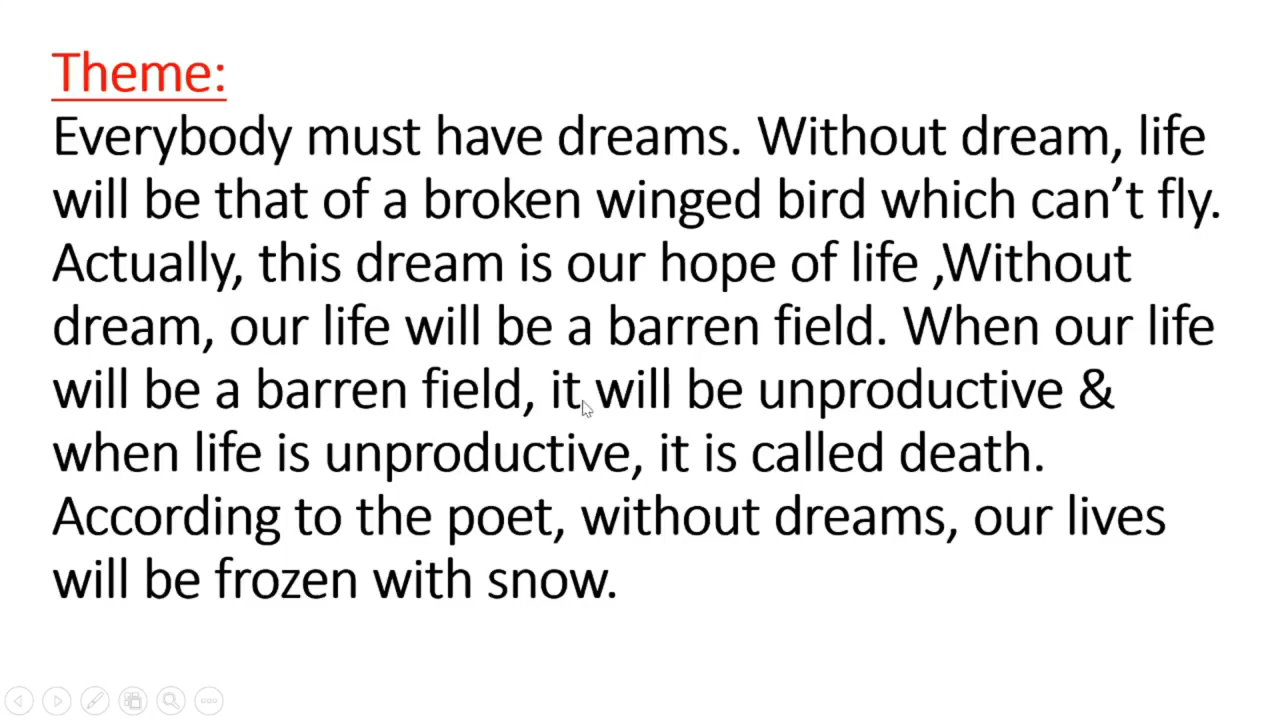 Theme:
Everybody must have dreams. Without dream, life
will be that of a broken winged bird which can’t fly.
Actually, this dream is our hope of life ,Without
dream, our life will be a barren field. When our life
will be a barren field, it will be unproductive &
when life is unproductive, it is called death.
According to the poet, without dreams, our lives
will be frozen with snow.